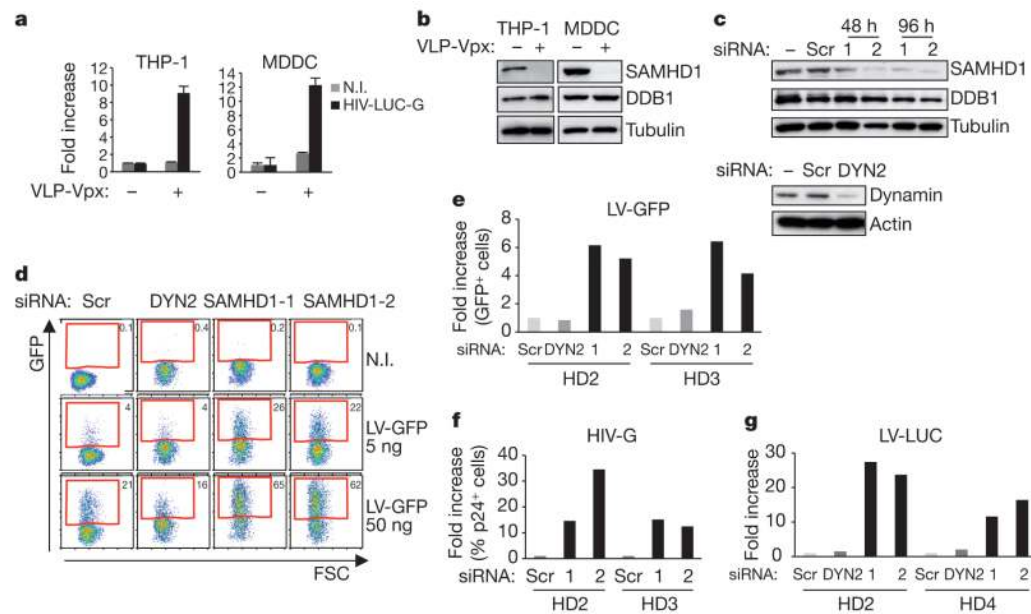 a
THP-1 MDDC
Fold increase
12
10
8
6
4
2
0
14
12
10
8
6
4
2
0
N.I.
HIV-LUC-G
VLP-Vpx: – + – +
b
THP-1 MDDC
VLP-Vpx
– + – +
SAMHD1
DDB1
Tubulin
c
48 h 96 h
siRNA: – Scr 1 2 1 2
SAMHD1
DDB1
Tubulin
siRNA: – Scr DYN2
Dynamin
Actin
d
siRNA: Scr DYN2 SAMHD1-1 SAMHD1-2
GFP
0.1 0.4 0.2 0.1
N.I.
4 4 26 22
LV-GFP
5 ng
21 16 65 62
LV-GFP
50 ng
FSC
e
LV-GFP
Fold increase
(GFP+ cells)
8
6
4
2
0
siRNA: Scr DYN2 1 2 Scr DYN2 1 2
HD2 HD3
f
HIV-G
Fold increase
(% p24+ cells)
40
30
20
10
0
siRNA: Scr 1 2 Scr 1 2
HD2 HD3
g
LV-LUC
Fold increase
30
20
10
0
siRNA: Scr DYN2 1 2 Scr DYN2 1 2
HD2 HD4